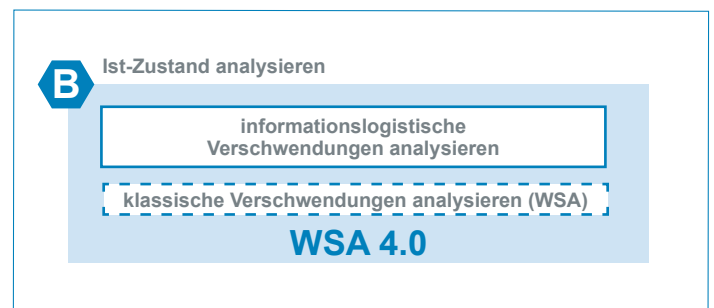 B
Ist-Zustand analysieren
informationslogistische
Verschwendungen analysieren
klassische Verschwendungen analysieren (WSA)
WSA 4.0